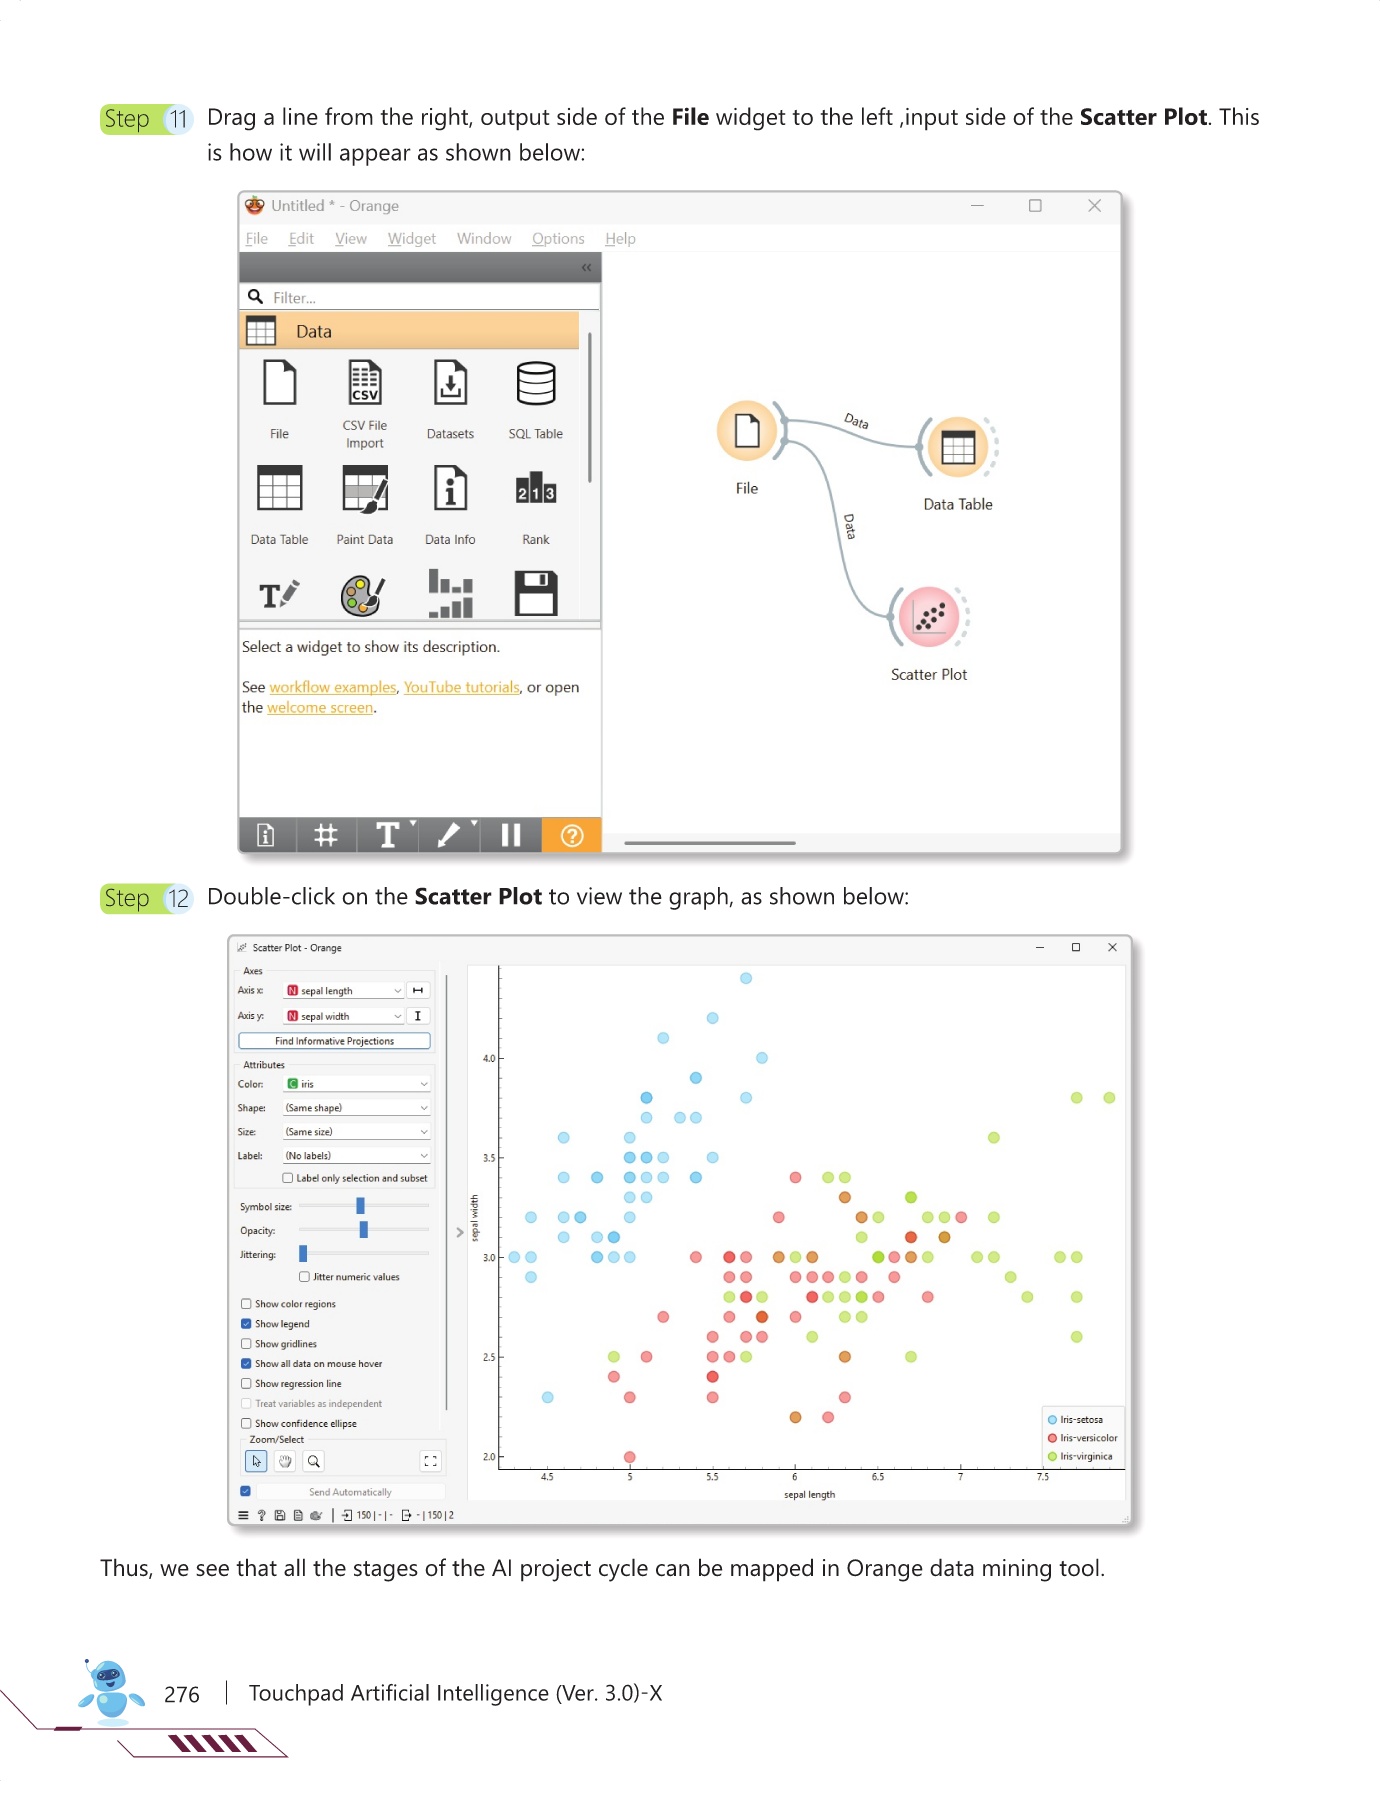 Step 11 Drag a line from the right, output side of the File widget to the left ,input side of the Scatter Plot. This
is how it will appear as shown below:
Untitled * - Orange
File Edit View Widget Window Options Help
Filter...
Data
File
CSV
CSV File
Import
Datasets
SQL Table
213
Data Table
Paint Data
Data Info
Rank
T
Select a widget to show its description.
See workflow examples, YouTube tutorials, or open
the welcome screen.
T
?
File
Data
Data
Data Table
Scatter Plot
Step 12 Double-click on the Scatter Plot to view the graph, as shown below:
Scatter Plot - Orange
Axes
Axis x: N sepal length
Axis y: N sepal width
Find Informative Projections
Attributes
Color: C iris
Shape: (Same shape)
Size: (Same size)
Label: (No labels)
Label only selection and subset
Symbol size:
Opacity:
Jittering:
Jitter numeric values
Show color regions
Show legend
Show gridlines
Show all data on mouse hover
Show regression line
Treat variables as independent
Show confidence ellipse
Zoom/Select
Send Automatically
? 150 | - | - - | 150 | 2
sepal width
4.0
3.5
3.0
2.5
2.0
4.5 5 5.5 6 6.5 7 7.5
sepal length
Iris-setosa
Iris-versicolor
Iris-virginica
Thus, we see that all the stages of the AI project cycle can be mapped in Orange data mining tool.
276 | Touchpad Artificial Intelligence (Ver. 3.0)-X